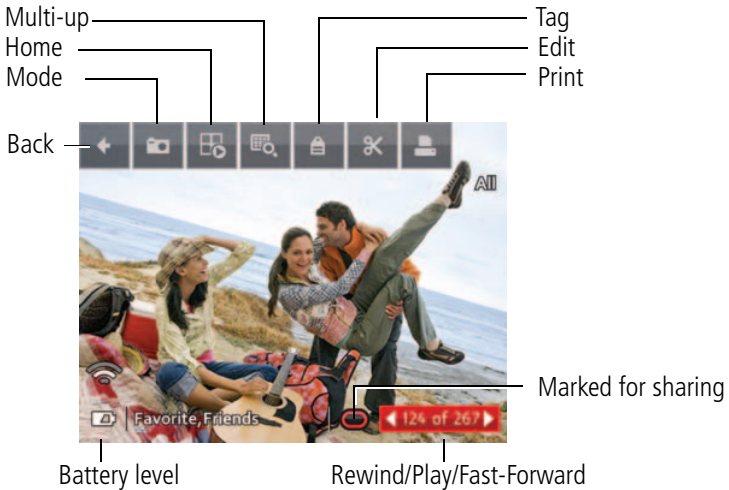 Multi-up
Home
Mode
Tag
Edit
Print
Back
All
Marked for sharing
Favorite, Friends
124 of 267
Battery level
Rewind/Play/Fast-Forward